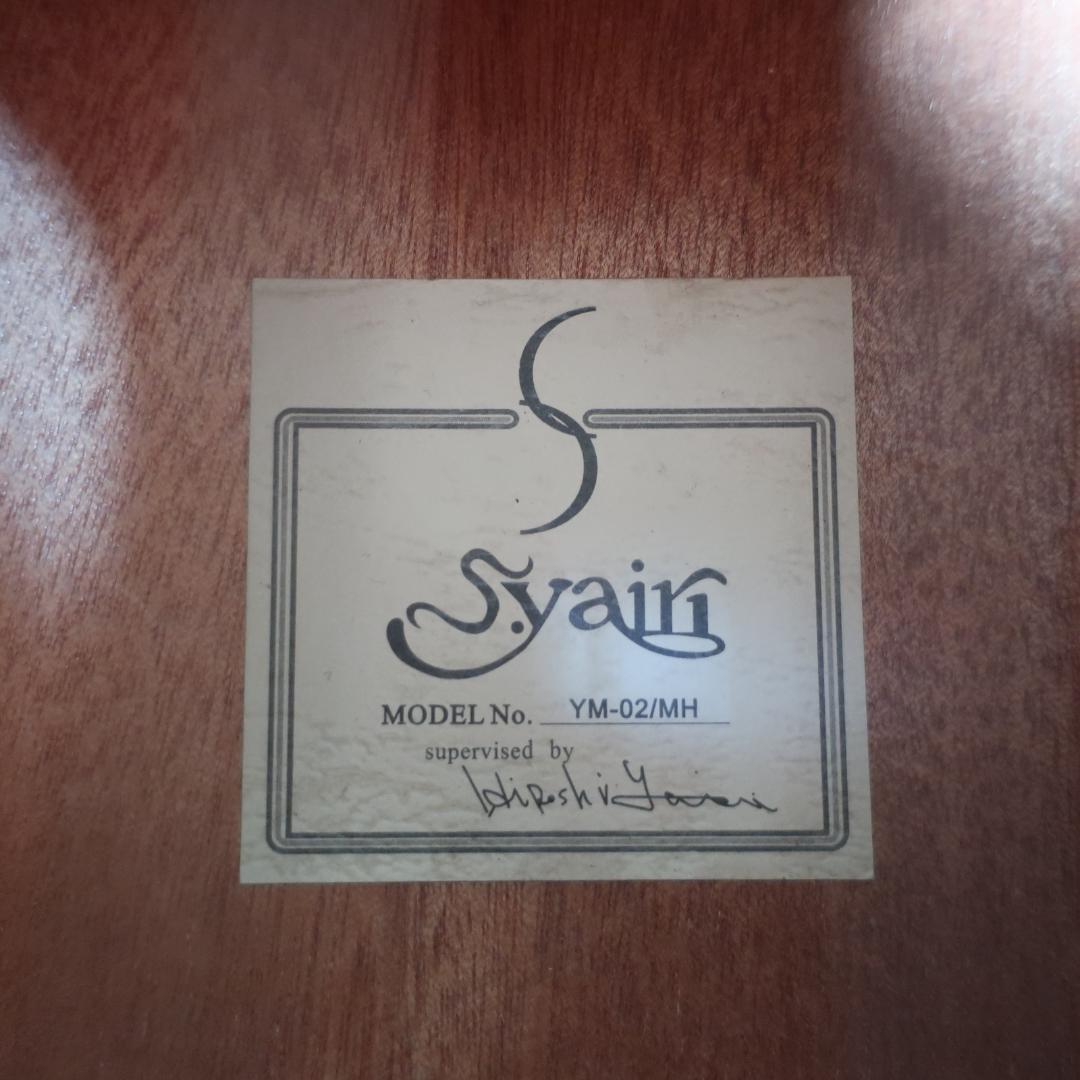 S
S.yairi
MODEL No. YM-02/MH
supervised by
Hiroshi Yairi